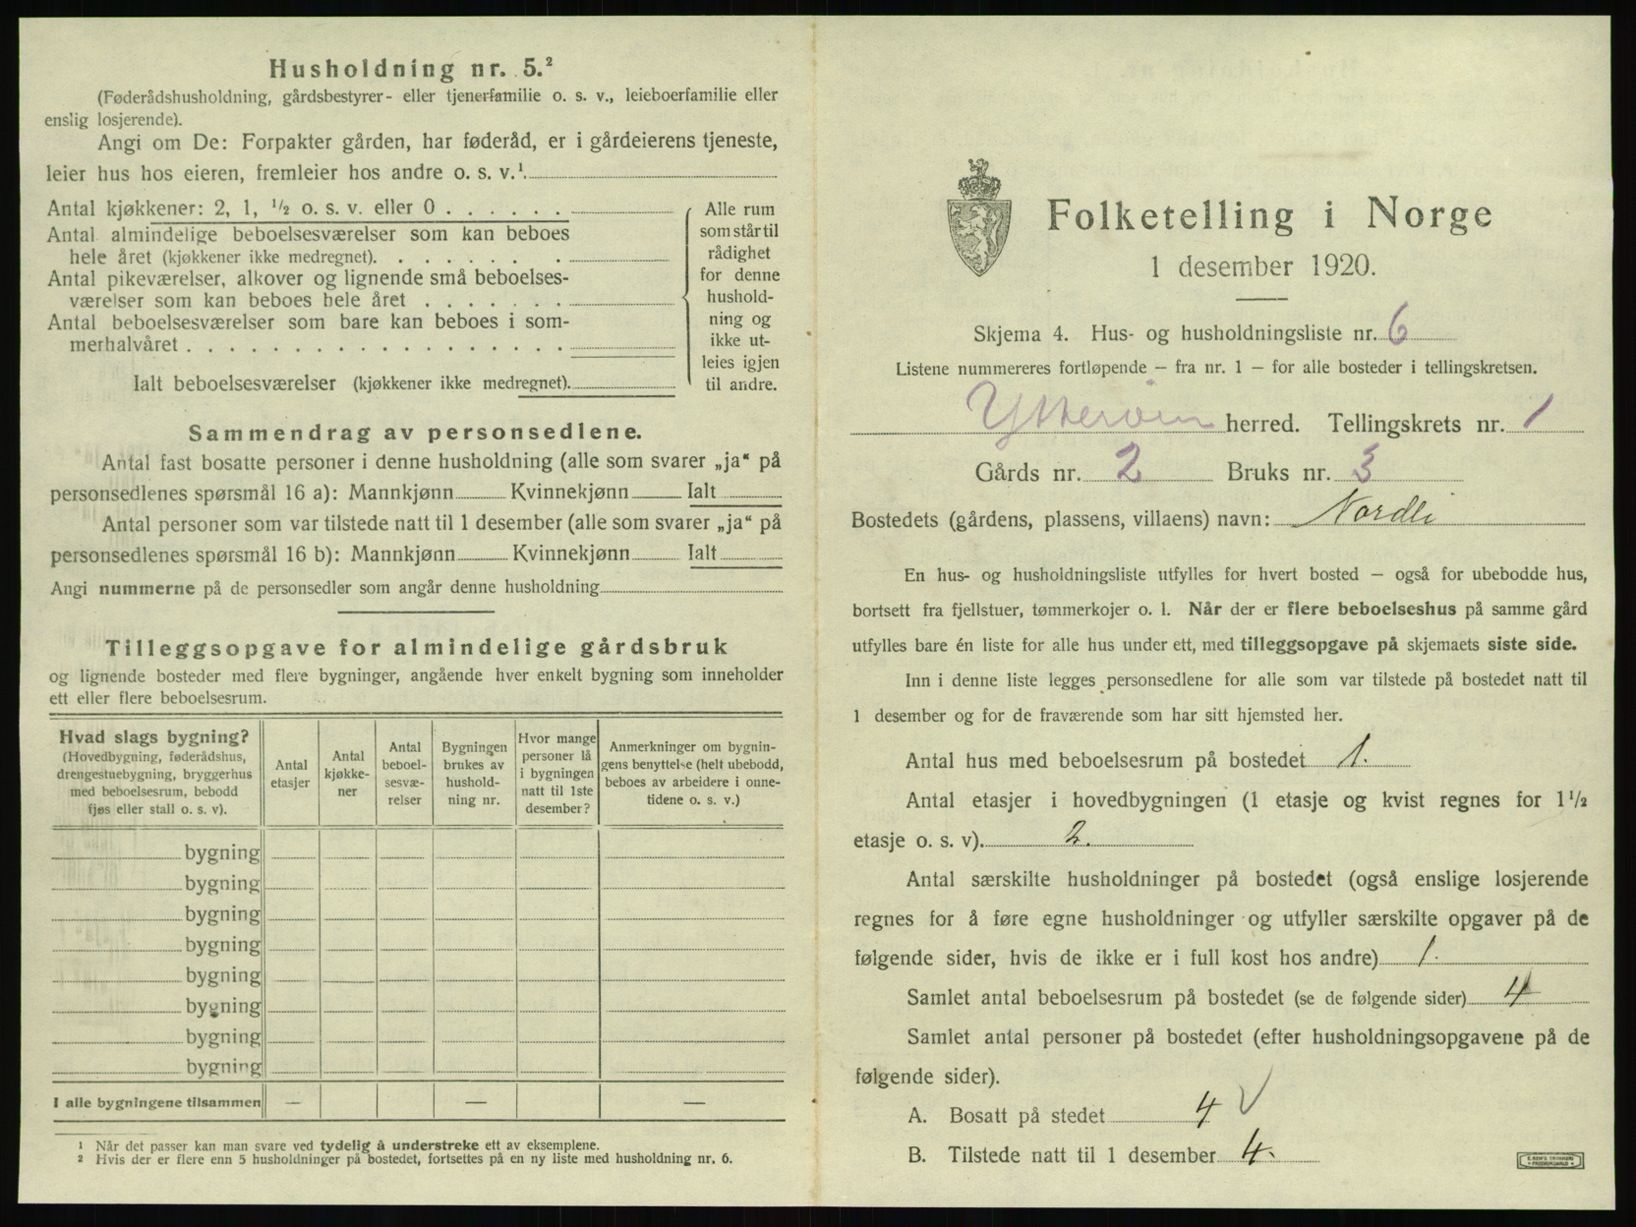 Husholdning nr. 5.²
(Føderådshusholdning, gårdsbestyrer- eller tjenerfamilie o. s. v., leieboerfamilie eller
enslig losjerende).
Angi om De: Forpakter gården, har føderåd, er i gårdeierens tjeneste,
leier hus hos eieren, fremleier hos andre o. s. v.¹
Antal kjøkkener: 2, 1, ½ o. s. v. eller 0
Antal almindelige beboelsesværelser som kan beboes
hele året (kjøkkener ikke medregnet).
Antal pikeværelser, alkover og lignende små beboelses-
værelser som kan beboes hele året
Antal beboelsesværelser som bare kan beboes i som-
merhalvåret
Ialt beboelsesværelser (kjøkkener ikke medregnet).
Alle rum
som står til
rådighet
for denne
hushold-
ning og
ikke ut-
leies igjen
til andre.
Sammendrag av personsedlene.
Antal fast bosatte personer i denne husholdning (alle som svarer „ja“ på
personsedlenes spørsmål 16 a): Mannkjønn Kvinnekjønn Ialt
Antal personer som var tilstede natt til 1 desember (alle som svarer „ja“ på
personsedlenes spørsmål 16 b): Mannkjønn Kvinnekjønn Ialt
Angi nummerne på de personsedler som angår denne husholdning
Tilleggsopgave for almindelige gårdsbruk
og lignende bosteder med flere bygninger, angående hver enkelt bygning som inneholder
ett eller flere beboelsesrum.
Hvad slags bygning?
(Hovedbygning, føderådshus,
drengestuebygning, bryggerhus
med beboelsesrum, bebodd
fjøs eller stall o. s. v).
Antal
etasjer
Antal
kjøkke-
ner
Antal
beboel-
sesvæ-
relser
Bygningen
brukes av
hushold-
ning nr.
Hvor mange
personer lå
i bygningen
natt til 1ste
desember?
Anmerkninger om bygnin-
gens benyttelse (helt ubebodd,
beboes av arbeidere i onne-
tidene o. s. v.)
bygning
bygning
bygning
bygning
bygning
bygning
bygning
bygning
I alle bygningene tilsammen — — —
¹ Når det passer kan man svare ved tydelig å understreke ett av eksemplene.
² Hvis der er flere enn 5 husholdninger på bostedet, fortsettes på en ny liste med husholdning nr. 6.
Folketelling i Norge
1 desember 1920.
Skjema 4. Hus- og husholdningsliste nr. 6
Listene nummereres fortløpende — fra nr. 1 — for alle bosteder i tellingskretsen.
Ytterøin herred. Tellingskrets nr. 1
Gårds nr. 2 Bruks nr. 3
Bostedets (gårdens, plassens, villaens) navn: Nordli
En hus- og husholdningsliste utfylles for hvert bosted — også for ubebodde hus,
bortsett fra fjellstuer, tømmerkojer o. l. Når der er flere beboelseshus på samme gård
utfylles bare én liste for alle hus under ett, med tilleggsopgave på skjemaets siste side.
Inn i denne liste legges personsedlene for alle som var tilstede på bostedet natt til
1 desember og for de fraværende som har sitt hjemsted her.
Antal hus med beboelsesrum på bostedet 1.
Antal etasjer i hovedbygningen (1 etasje og kvist regnes for 1½
etasje o. s. v). 2.
Antal særskilte husholdninger på bostedet (også enslige losjerende
regnes for å føre egne husholdninger og utfyller særskilte opgaver på de
følgende sider, hvis de ikke er i full kost hos andre) 1.
Samlet antal beboelsesrum på bostedet (se de følgende sider) 4
Samlet antal personer på bostedet (efter husholdningsopgavene på de
følgende sider).
A. Bosatt på stedet 4 V
B. Tilstede natt til 1 desember 4.